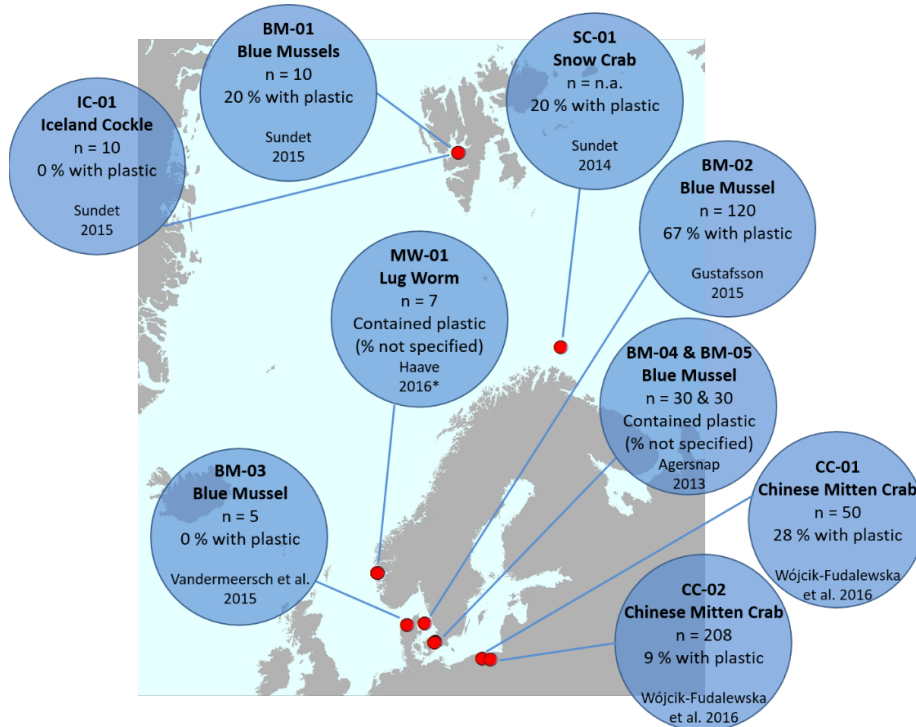 BM-01
Blue Mussels
n = 10
20 % with plastic
Sundet
2015
SC-01
Snow Crab
n = n.a.
20 % with plastic
Sundet
2014
IC-01
Iceland Cockle
n = 10
0 % with plastic
Sundet
2015
BM-02
Blue Mussel
n = 120
67 % with plastic
Gustafsson
2015
MW-01
Lug Worm
n = 7
Contained plastic
(% not specified)
Haave
2016*
BM-04 & BM-05
Blue Mussel
n = 30 & 30
Contained plastic
(% not specified)
Agersnap
2013
BM-03
Blue Mussel
n = 5
0 % with plastic
Vandermeersch et al.
2015
CC-01
Chinese Mitten Crab
n = 50
28 % with plastic
Wójcik-Fudalewska
et al. 2016
CC-02
Chinese Mitten Crab
n = 208
9 % with plastic
Wójcik-Fudalewska
et al. 2016